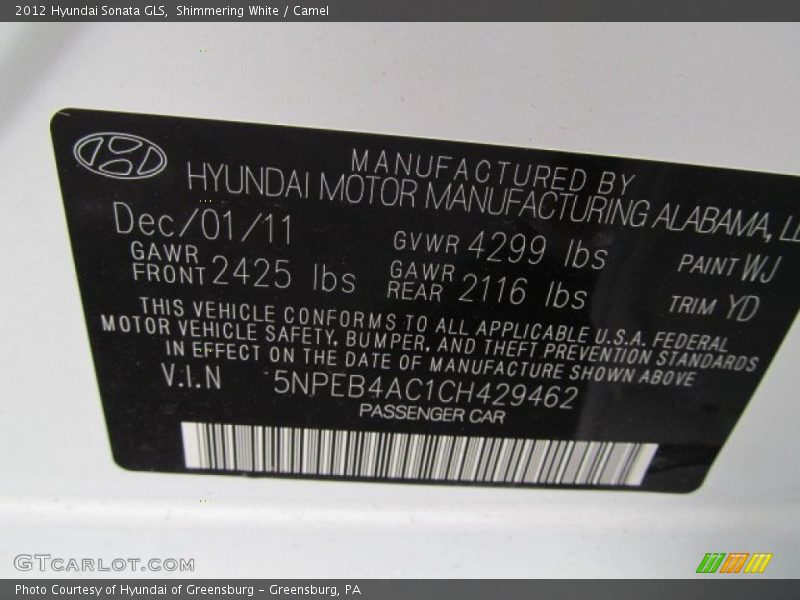 2012 Hyundai Sonata GLS, Shimmering White / Camel
MANUFACTURED BY
HYUNDAI MOTOR MANUFACTURING ALABAMA,
Dec/01/11
GVWR 4299 lbs
PAINT WJ
GAWR
FRONT 2425 lbs
GAWR
REAR 2116 lbs
TRIM YD
THIS VEHICLE CONFORMS TO ALL APPLICABLE U.S.A. FEDERAL
MOTOR VEHICLE SAFETY, BUMPER, AND THEFT PREVENTION STANDARDS
IN EFFECT ON THE DATE OF MANUFACTURE SHOWN ABOVE
V.I.N 5NPEB4AC1CH429462
PASSENGER CAR
GTCARLOT.COM
Photo Courtesy of Hyundai of Greensburg - Greensburg, PA